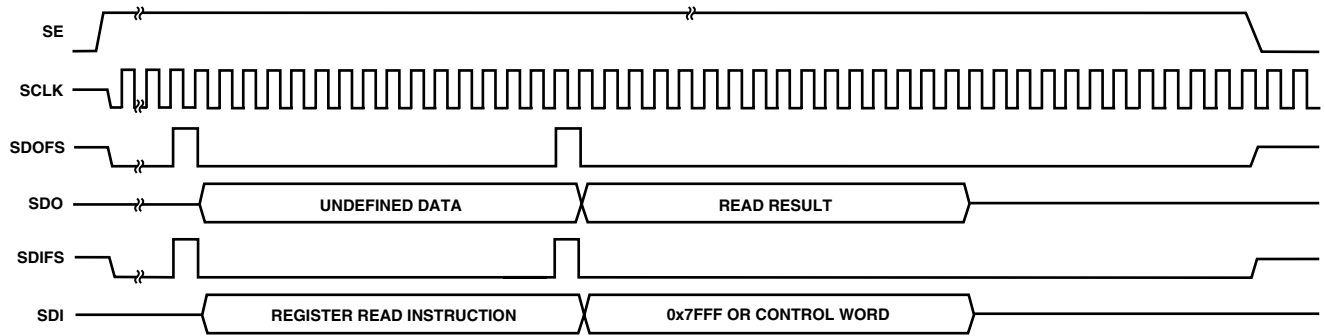 SE
SCLK
SDOFS
SDO
UNDEFINED DATA
READ RESULT
SDIFS
SDI
REGISTER READ INSTRUCTION
0x7FFF OR CONTROL WORD